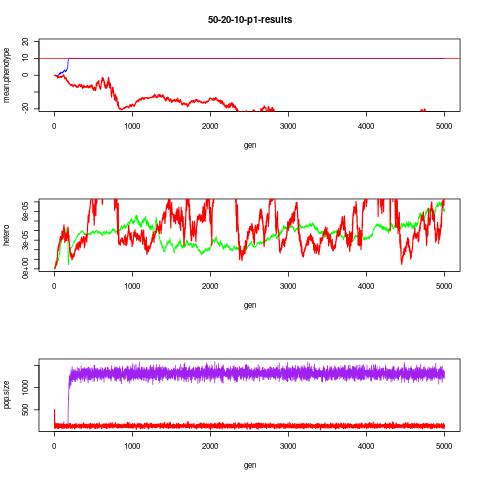 50-20-10-p1-results
mean.phenotype
20
10
0
-20
0 1000 2000 3000 4000 5000
gen
hetero
6e-05
3e-05
0e+00
0 1000 2000 3000 4000 5000
gen
pop.size
1000
500
0 1000 2000 3000 4000 5000
gen